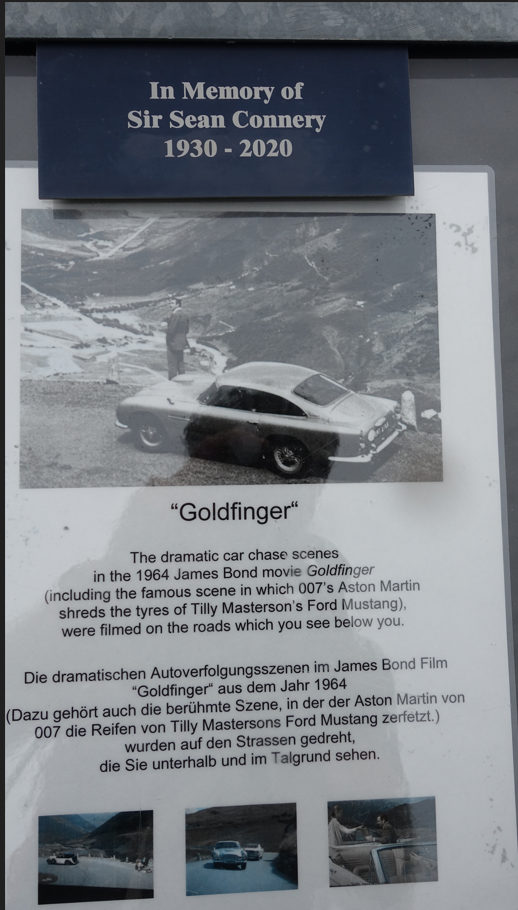 In Memory of
Sir Sean Connery
1930 - 2020
“Goldfinger“
The dramatic car chase scenes
in the 1964 James Bond movie Goldfinger
(including the famous scene in which 007's Aston Martin
shreds the tyres of Tilly Masterson's Ford Mustang),
were filmed on the roads which you see below you.
Die dramatischen Autoverfolgungsszenen im James Bond Film
“Goldfinger“ aus dem Jahr 1964
(Dazu gehört auch die berühmte Szene, in der der Aston Martin von
007 die Reifen von Tilly Mastersons Ford Mustang zerfetzt.)
wurden auf den Strassen gedreht,
die Sie unterhalb und im Talgrund sehen.